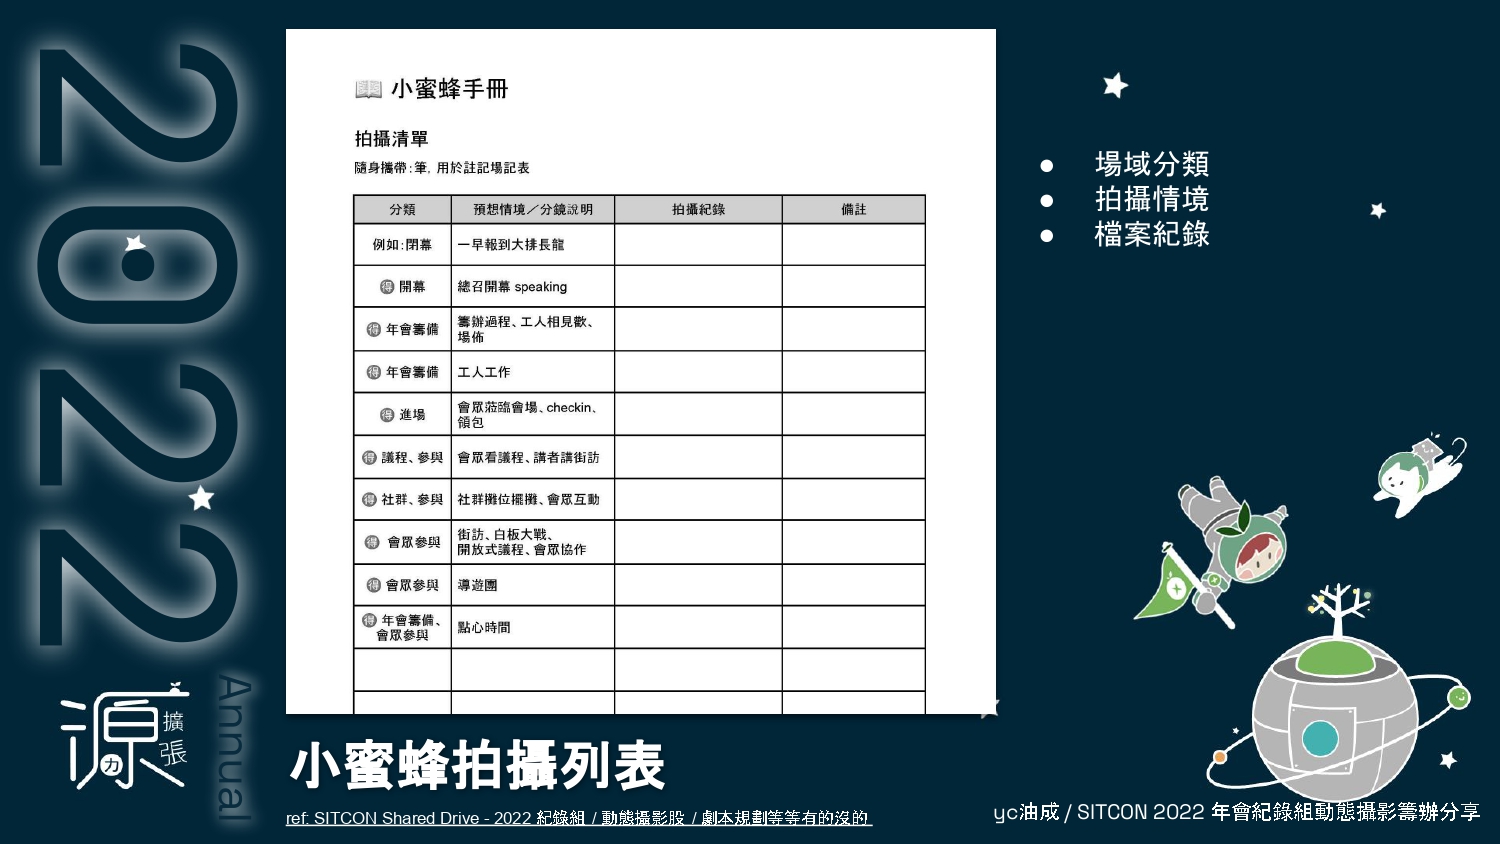 2022
Annual
源
力
擴
張
📖 小蜜蜂手冊
拍攝清單
隨身攜帶:筆, 用於註記場記表
分類 預想情境／分鏡說明 拍攝紀錄 備註
例如:閉幕 一早報到大排長龍
🉐 開幕 總召開幕 speaking
🉐 年會籌備 籌辦過程、工人相見歡、
場佈
🉐 年會籌備 工人工作
🉐 進場 會眾蒞臨會場、checkin、
領包
🉐 議程、參與 會眾看議程、講者講街訪
🉐 社群、參與 社群攤位擺攤、會眾互動
🉐 會眾參與 街訪、白板大戰、
開放式議程、會眾協作
🉐 會眾參與 導遊團
🉐 年會籌備、
會眾參與 點心時間
● 場域分類
● 拍攝情境
● 檔案紀錄
小蜜蜂拍攝列表
ref: SITCON Shared Drive - 2022 紀錄組 / 動態攝影股 / 劇本規劃等等有的沒的
yc油成 / SITCON 2022 年會紀錄組動態攝影籌辦分享